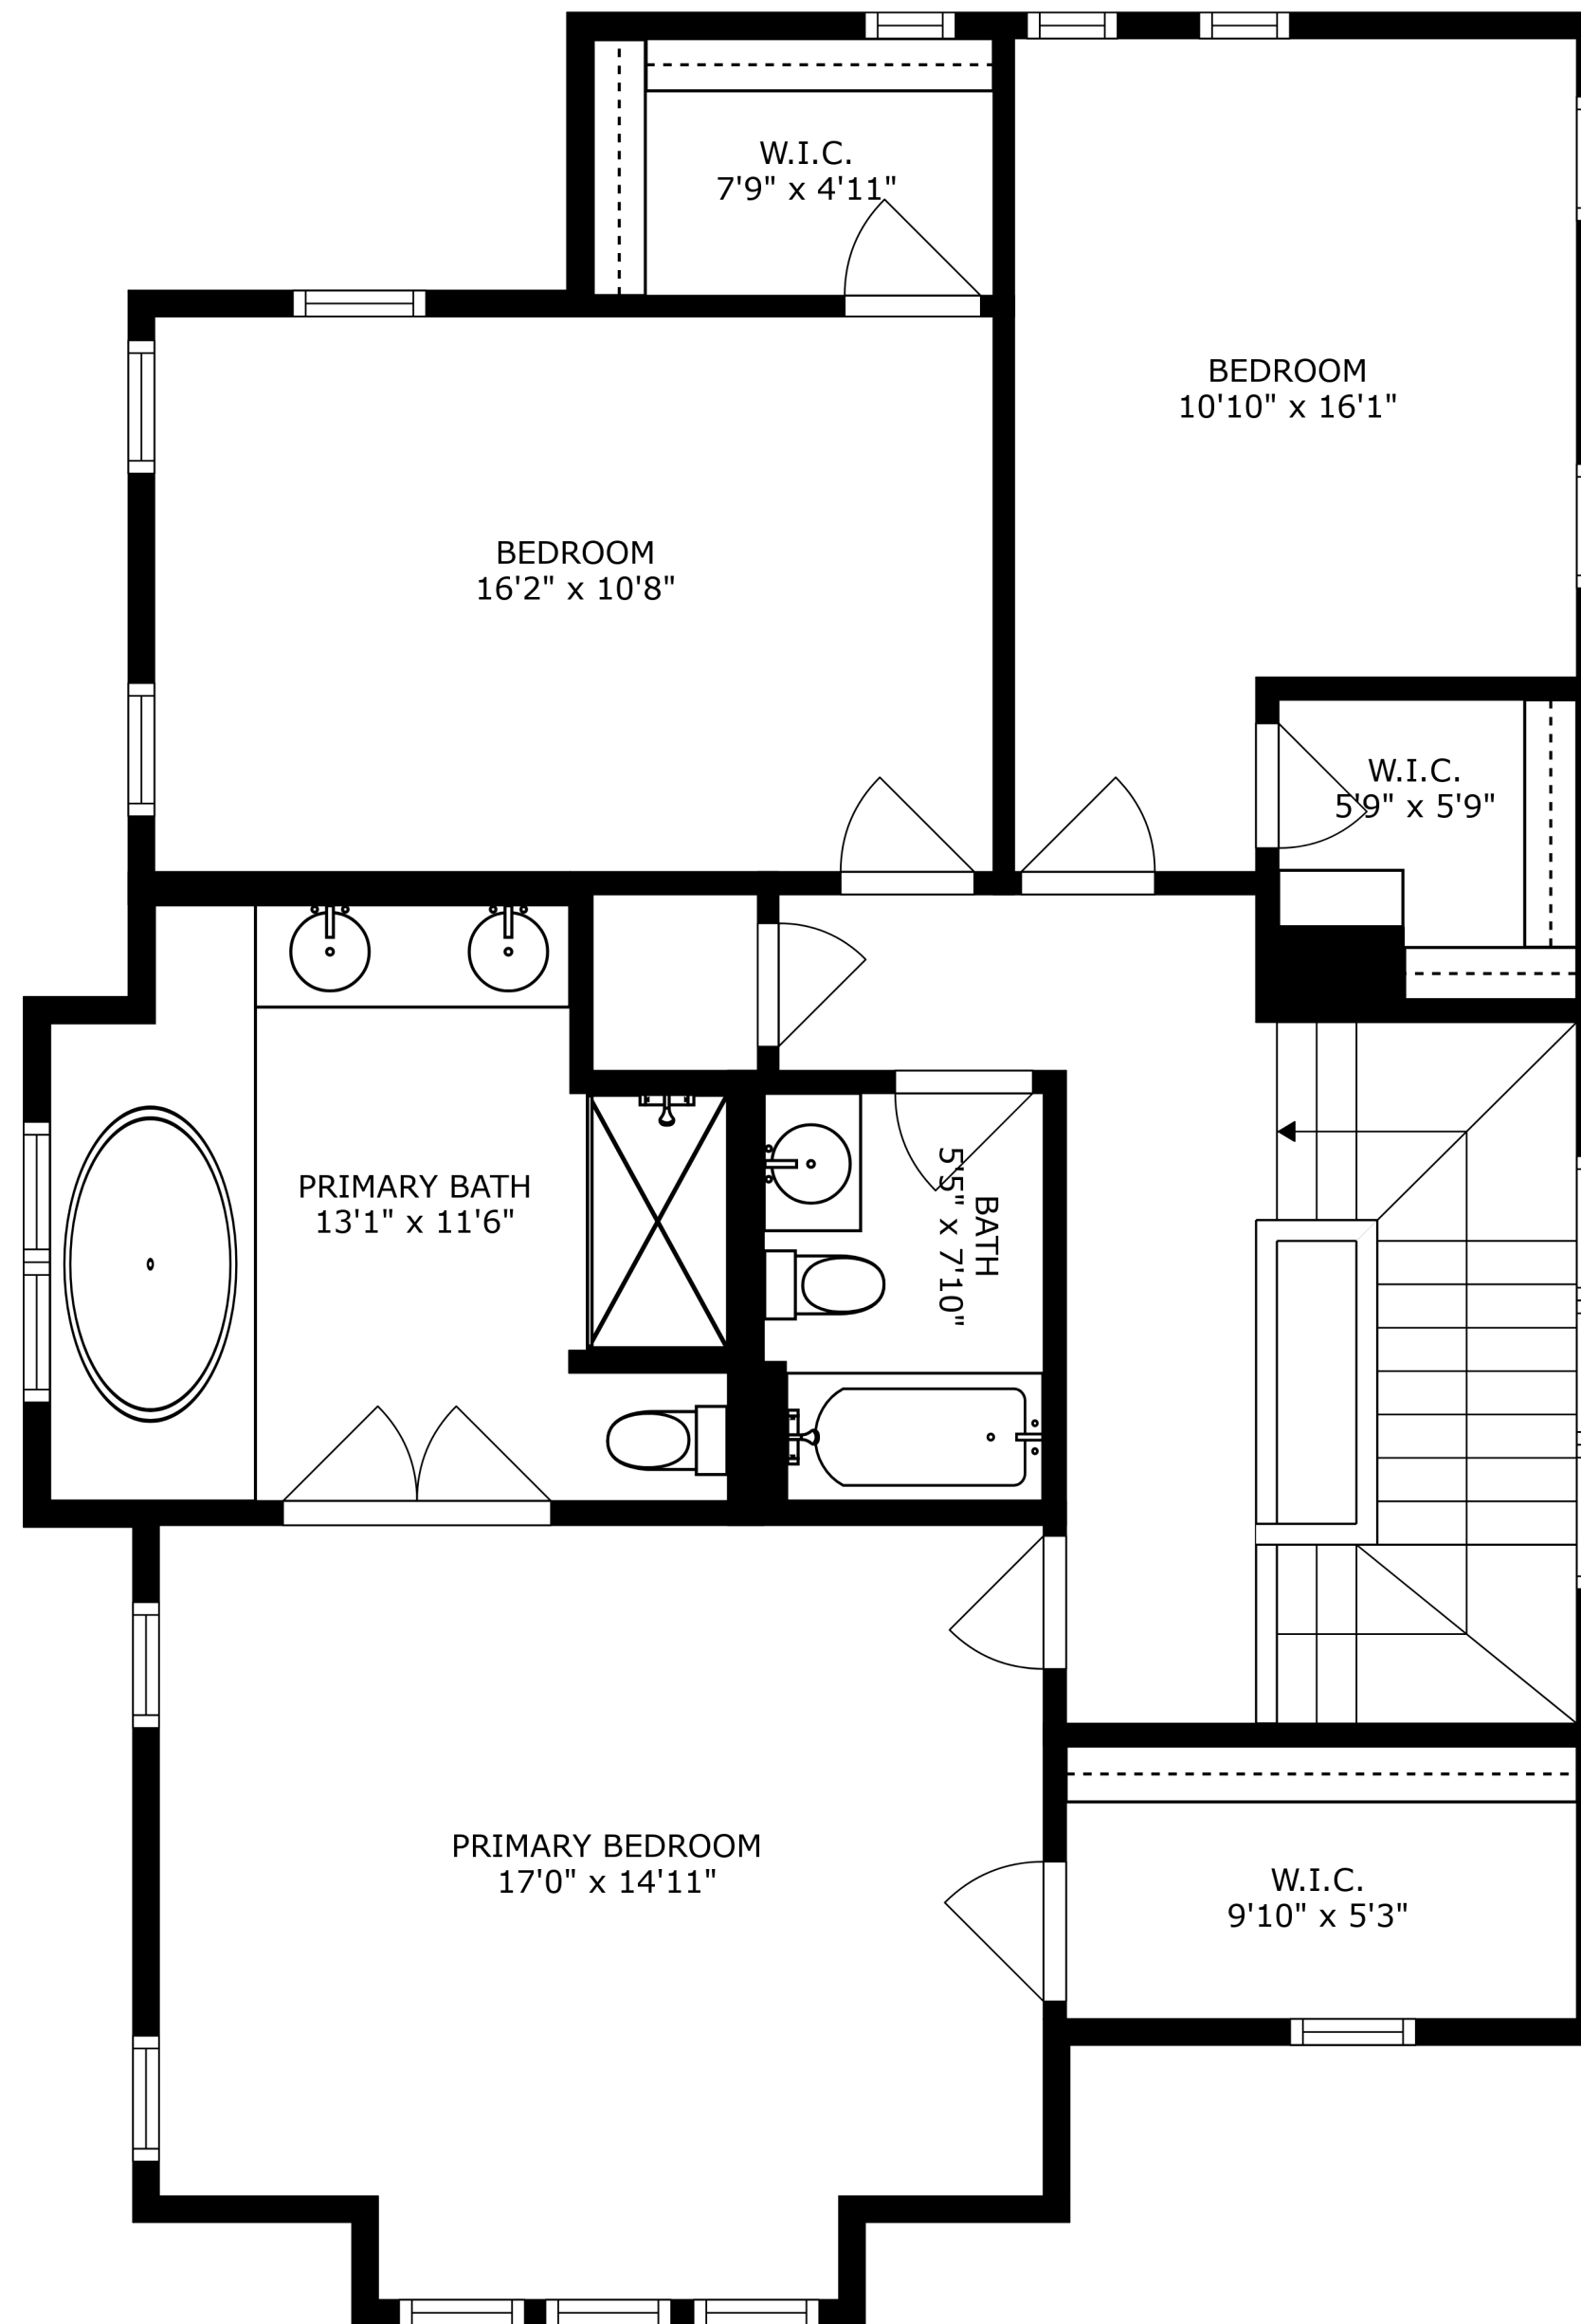 W.I.C.
7'9" x 4'11"
BEDROOM
10'10" x 16'1"
BEDROOM
16'2" x 10'8"
W.I.C.
5'9" x 5'9"
PRIMARY BATH
13'1" x 11'6"
BATH
5'5" x 7'10"
PRIMARY BEDROOM
17'0" x 14'11"
W.I.C.
9'10" x 5'3"